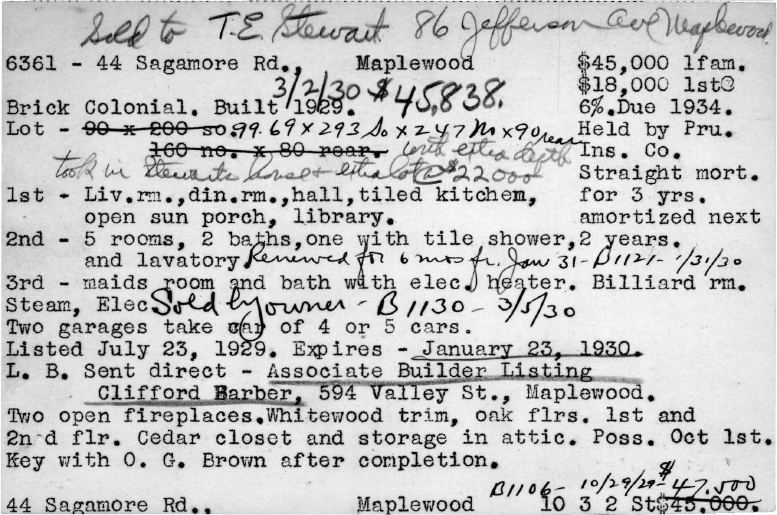 Sold to T.E. Stewart 86 Jefferson Ave Maplewood.
6361 - 44 Sagamore Rd., Maplewood $45,000 1fam.
3/2/30 $45,838. $18,000 1st@
Brick Colonial. Built 1929. 6%.Due 1934.
Lot - 90 x 200 so. 99.69 x 293 So x 247 No x 90 rear Held by Pru.
160 no. x 80 rear. with extra depth Ins. Co.
took in Stewarts house & extra lot @ $22000 Straight mort.
1st - Liv.rm.,din.rm.,hall,tiled kitchem, for 3 yrs.
open sun porch, library. amortized next
2nd - 5 rooms, 2 baths,one with tile shower,2 years.
and lavatory Renewed for 6 mos fr. Jan 31 - B1121 - 1/31/30
3rd - maids room and bath with elec. heater. Billiard rm.
Steam, Elec. Sold by owner - B1130 - 3/5/30
Two garages take car of 4 or 5 cars.
Listed July 23, 1929. Expires - January 23, 1930.
L. B. Sent direct - Associate Builder Listing
Clifford Barber, 594 Valley St., Maplewood.
Two open fireplaces.Whitewood trim, oak flrs. 1st and
2nd flr. Cedar closet and storage in attic. Poss. Oct 1st.
Key with O. G. Brown after completion.
B1106 - 10/29/29 - $47.500
44 Sagamore Rd., Maplewood 10 3 2 St $45.000.